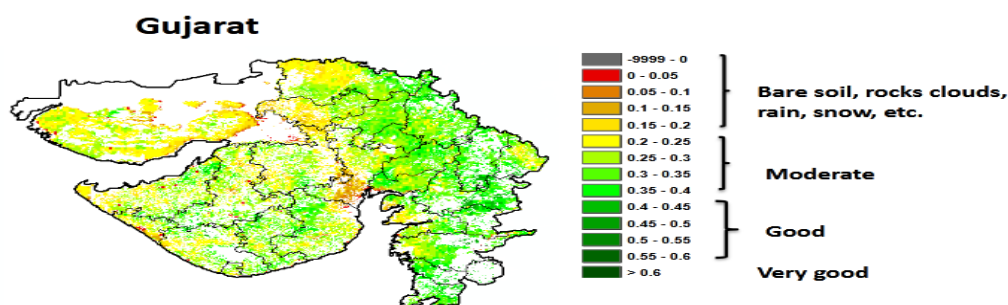 Gujarat
-9999 - 0
0 - 0.05
0.05 - 0.1
0.1 - 0.15
0.15 - 0.2
0.2 - 0.25
0.25 - 0.3
0.3 - 0.35
0.35 - 0.4
0.4 - 0.45
0.45 - 0.5
0.5 - 0.55
0.55 - 0.6
> 0.6
Bare soil, rocks clouds,
rain, snow, etc.
Moderate
Good
Very good